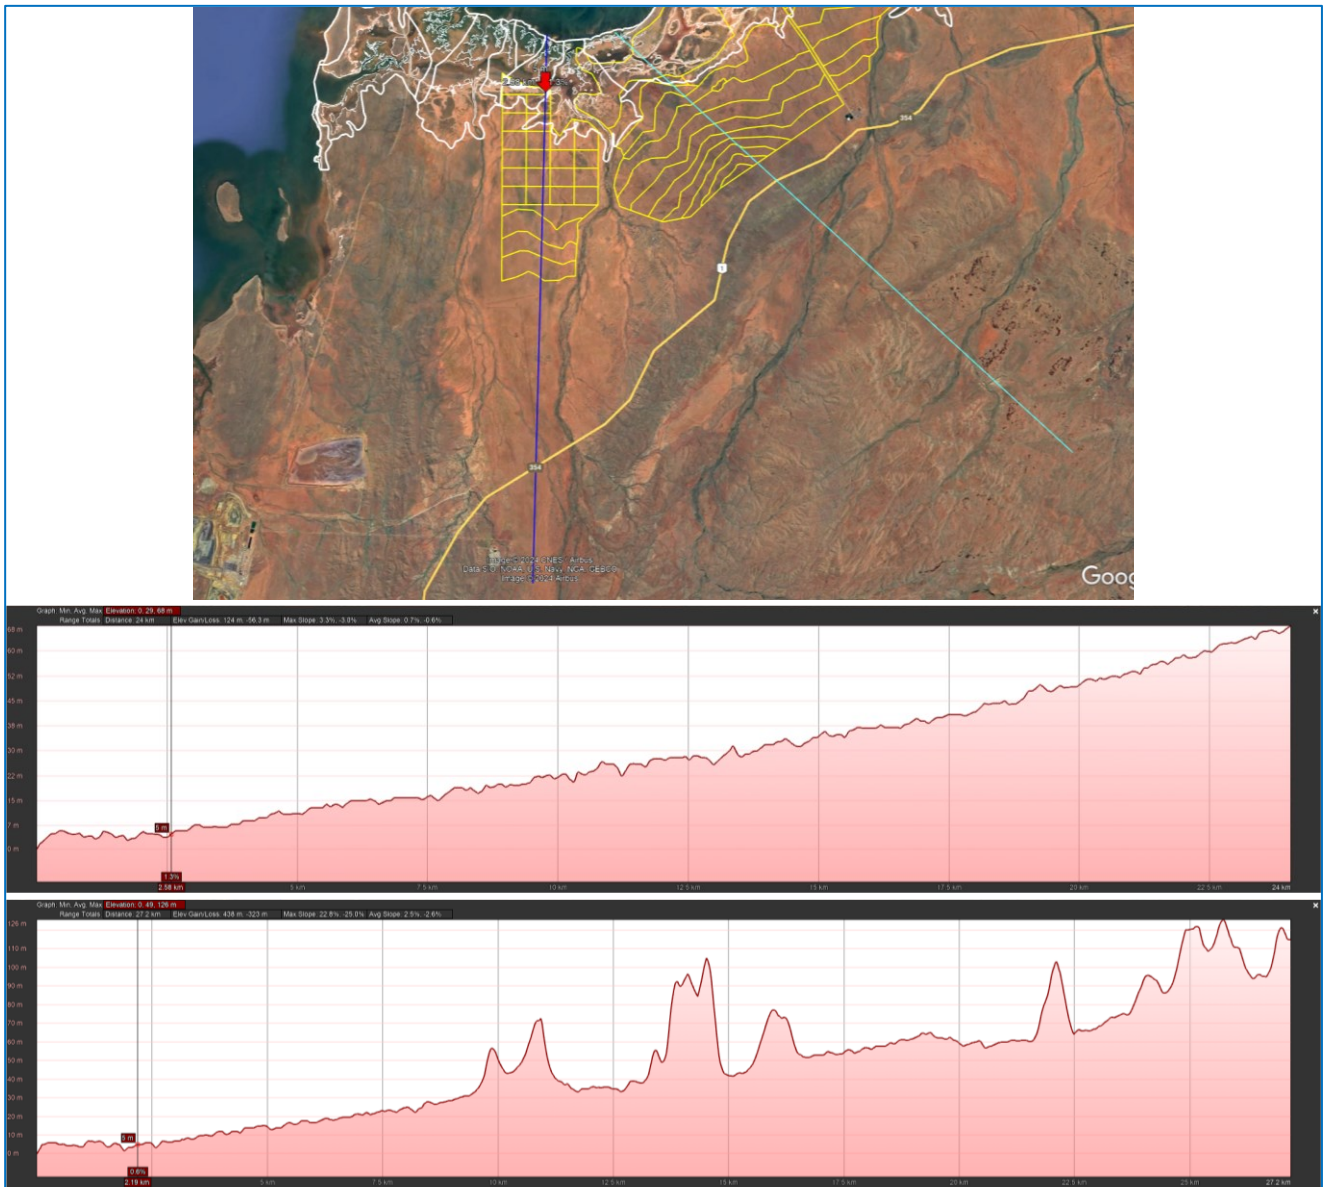 354
1
354
Image © 2024 CNES / Airbus
Data SIO, NOAA, U.S. Navy, NGA, GEBCO
Image © 2024 Airbus
Goog
Graph: Min, Avg, Max Elevation: 0, 29, 68 m
Range Totals: Distance: 24 km Elev Gain/Loss: 124 m, -56.3 m Max Slope: 3.3%, -3.0% Avg Slope: 0.7%, -0.6%
68 m
60 m
52 m
45 m
38 m
30 m
22 m
15 m
7 m
0 m
5 m
1.3%
2.58 km 5 km 7.5 km 10 km 12.5 km 15 km 17.5 km 20 km 22.5 km 24 km
Graph: Min, Avg, Max Elevation: 0, 49, 126 m
Range Totals: Distance: 27.2 km Elev Gain/Loss: 438 m, -323 m Max Slope: 22.8%, -25.0% Avg Slope: 2.5%, -2.6%
126 m
110 m
100 m
90 m
80 m
70 m
60 m
50 m
40 m
30 m
20 m
10 m
0 m
5 m
0.6%
2.19 km 5 km 7.5 km 10 km 12.5 km 15 km 17.5 km 20 km 22.5 km 25 km 27.2 km